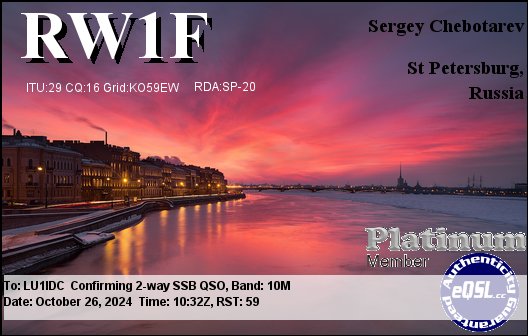 RW1F
Sergey Chebotarev
St Petersburg,
Russia
ITU:29 CQ:16 Grid:KO59EW RDA:SP-20
Platinum
Member
To: LU1IDC Confirming 2-way SSB QSO, Band: 10M
Date: October 26, 2024 Time: 10:32Z, RST: 59
Authenticity
eQSL.cc
Guaranteed